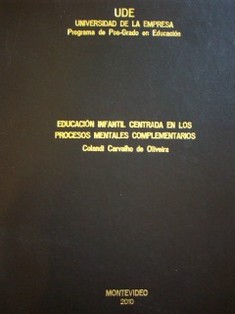 UDE
UNIVERSIDAD DE LA EMPRESA
Programa de Pos-Grado en Educación
EDUCACIÓN INFANTIL CENTRADA EN LOS
PROCESOS MENTALES COMPLEMENTARIOS
Colandi Carvalho de Oliveira
MONTEVIDEO
2010